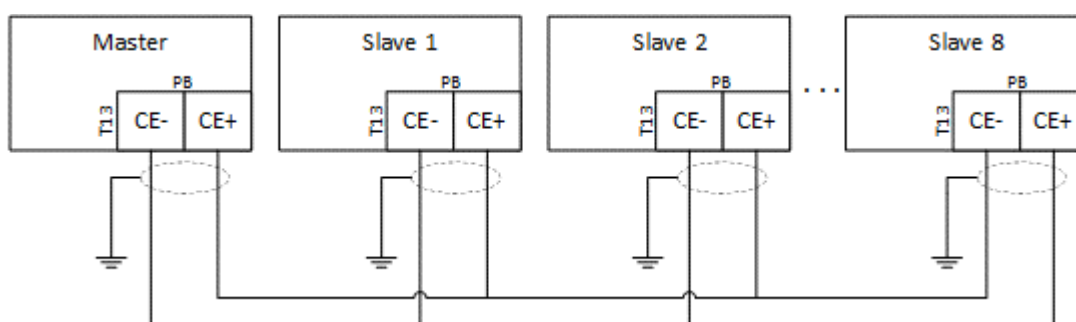 Master Slave 1 Slave 2 Slave 8
PB PB PB PB
T13 CE- CE+ T13 CE- CE+ T13 CE- CE+ ... T13 CE- CE+